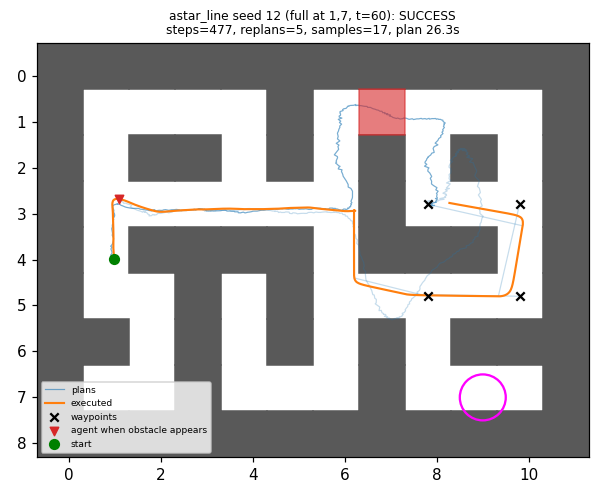 astar_line seed 12 (full at 1,7, t=60): SUCCESS
steps=477, replans=5, samples=17, plan 26.3s
0
1
2
3
4
5
6
7
8
plans
executed
waypoints
agent when obstacle appears
start
0 2 4 6 8 10